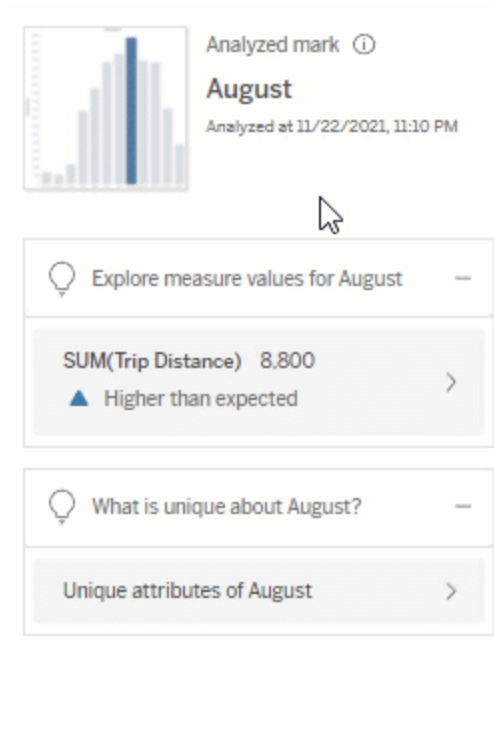 Analyzed mark
August
Analyzed at 11/22/2021, 11:10 PM
Explore measure values for August
SUM(Trip Distance) 8,800
Higher than expected
What is unique about August?
Unique attributes of August